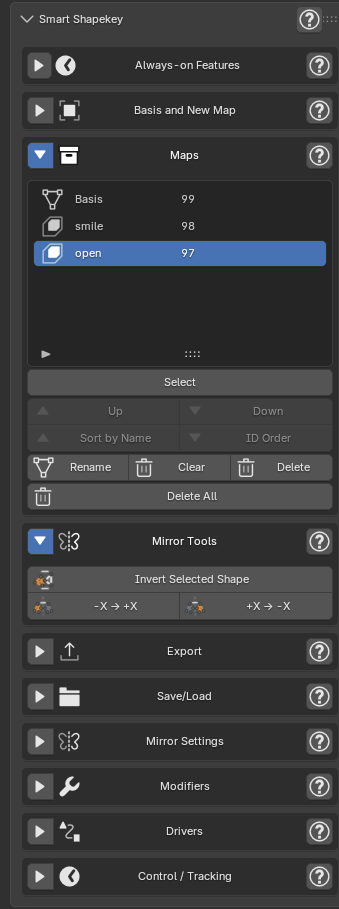 Smart Shapekey
Always-on Features
Basis and New Map
Maps
Basis 99
smile 98
open 97
Select
Up Down
Sort by Name ID Order
Rename Clear Delete
Delete All
Mirror Tools
Invert Selected Shape
-X → +X +X → -X
Export
Save/Load
Mirror Settings
Modifiers
Drivers
Control / Tracking